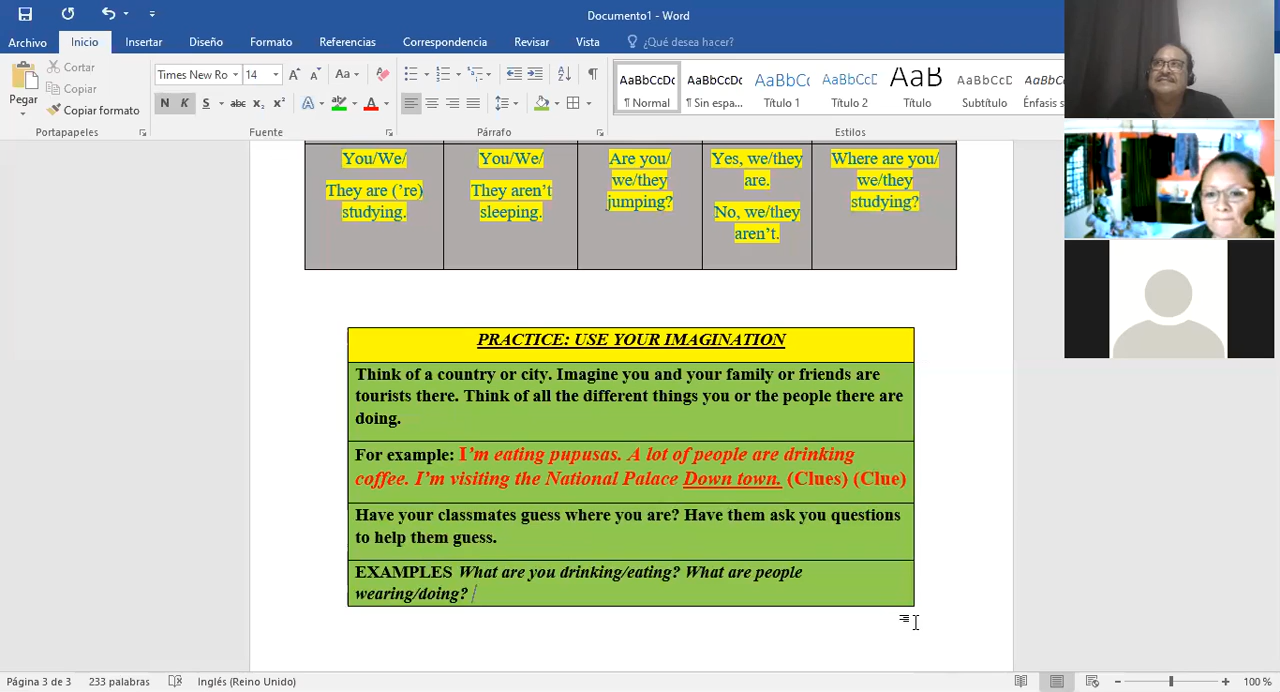 Documento1 - Word
Archivo Inicio Insertar Diseño Formato Referencias Correspondencia Revisar Vista ¿Qué desea hacer?
Pegar
Cortar
Copiar
Copiar formato
Portapapeles
Times New Ro 14
Aa
N K S abc x₂ x²
A A
Fuente
Párrafo
AaBbCcDc AaBbCcDc AaBbCc AaBbCcD AaB AaBbCcD AaBbCcDc
¶ Normal ¶ Sin espa... Título 1 Título 2 Título Subtítulo Énfasis s
Estilos
You/We/
They are ('re)
studying.
You/We/
They aren't
sleeping.
Are you/
we/they
jumping?
Yes, we/they
are.
No, we/they
aren't.
Where are you/
we/they
studying?
PRACTICE: USE YOUR IMAGINATION
Think of a country or city. Imagine you and your family or friends are
tourists there. Think of all the different things you or the people there are
doing.
For example: I'm eating pupusas. A lot of people are drinking
coffee. I'm visiting the National Palace Down town. (Clues) (Clue)
Have your classmates guess where you are? Have them ask you questions
to help them guess.
EXAMPLES What are you drinking/eating? What are people
wearing/doing?
Página 3 de 3 233 palabras Inglés (Reino Unido) 100 %